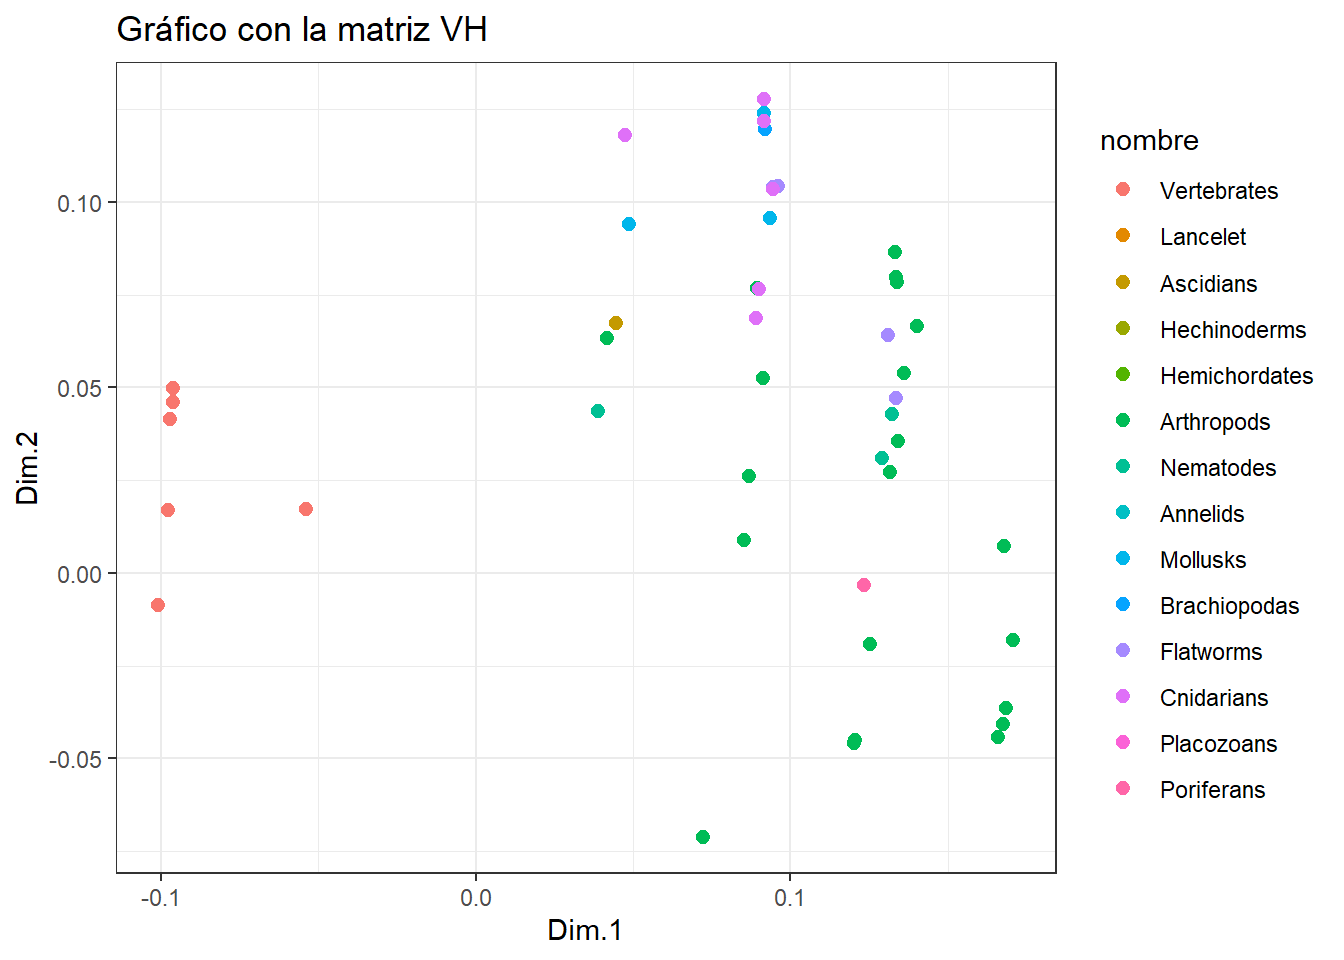 Gráfico con la matriz VH
Dim.2
0.10
0.05
0.00
-0.05
-0.1
0.0
0.1
Dim.1
nombre
Vertebrates
Lancelet
Ascidians
Hechinoderms
Hemichordates
Arthropods
Nematodes
Annelids
Mollusks
Brachiopodas
Flatworms
Cnidarians
Placozoans
Poriferans